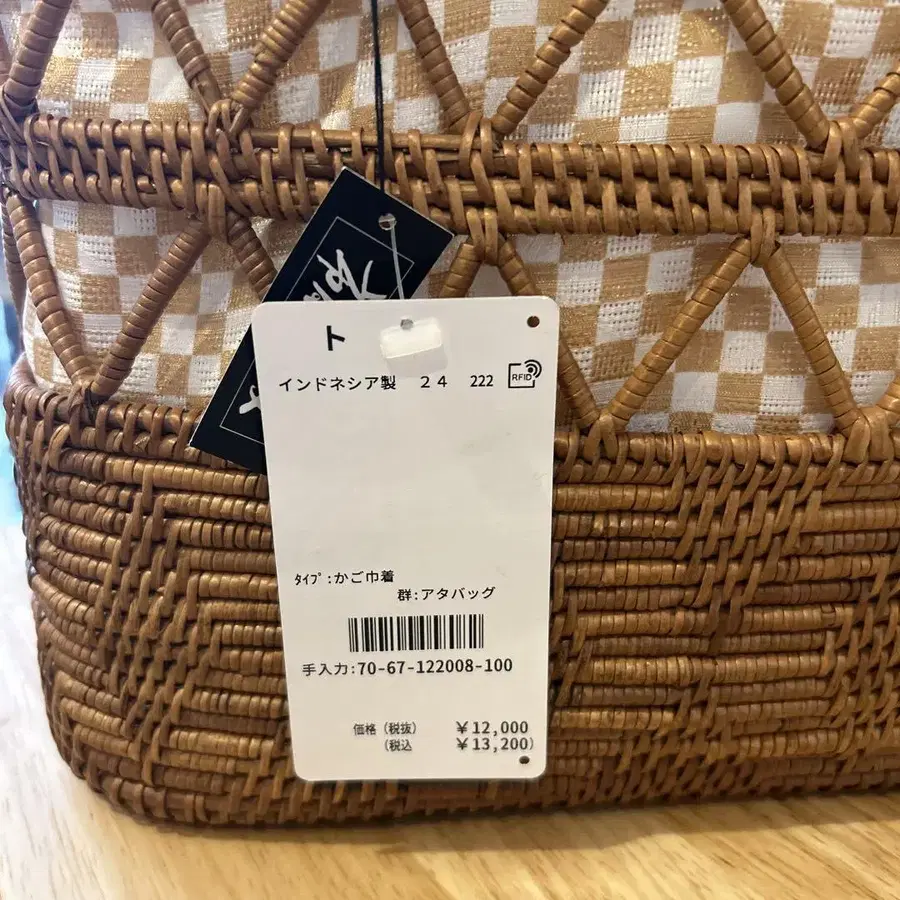 ト
インドネシア製 24 222
RFID
ﾀｲﾌﾟ:かご巾着
群:アタバッグ
手入力:70-67-122008-100
価格(税抜) ¥12,000
(税込 ¥13,200)